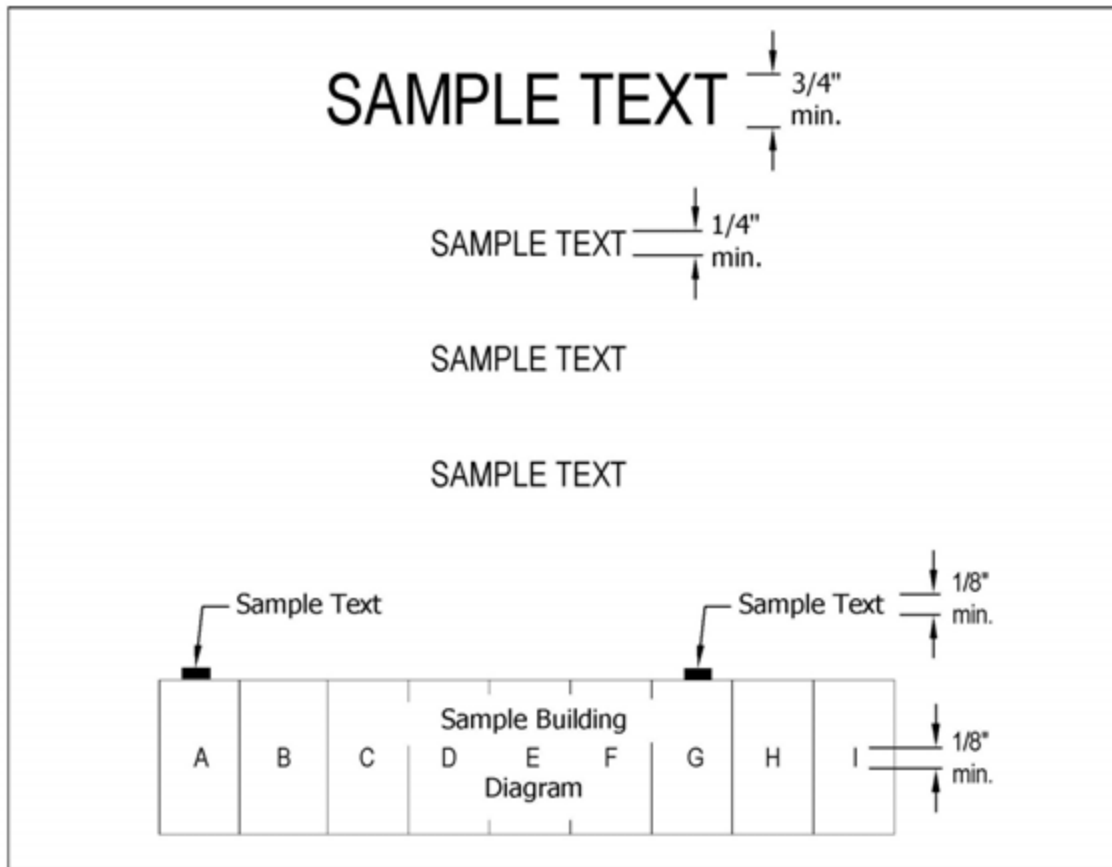 SAMPLE TEXT
3/4"
min.
SAMPLE TEXT
1/4"
min.
SAMPLE TEXT
SAMPLE TEXT
Sample Text
Sample Text
1/8"
min.
Sample Building
A B C D E F G H I
Diagram
1/8"
min.